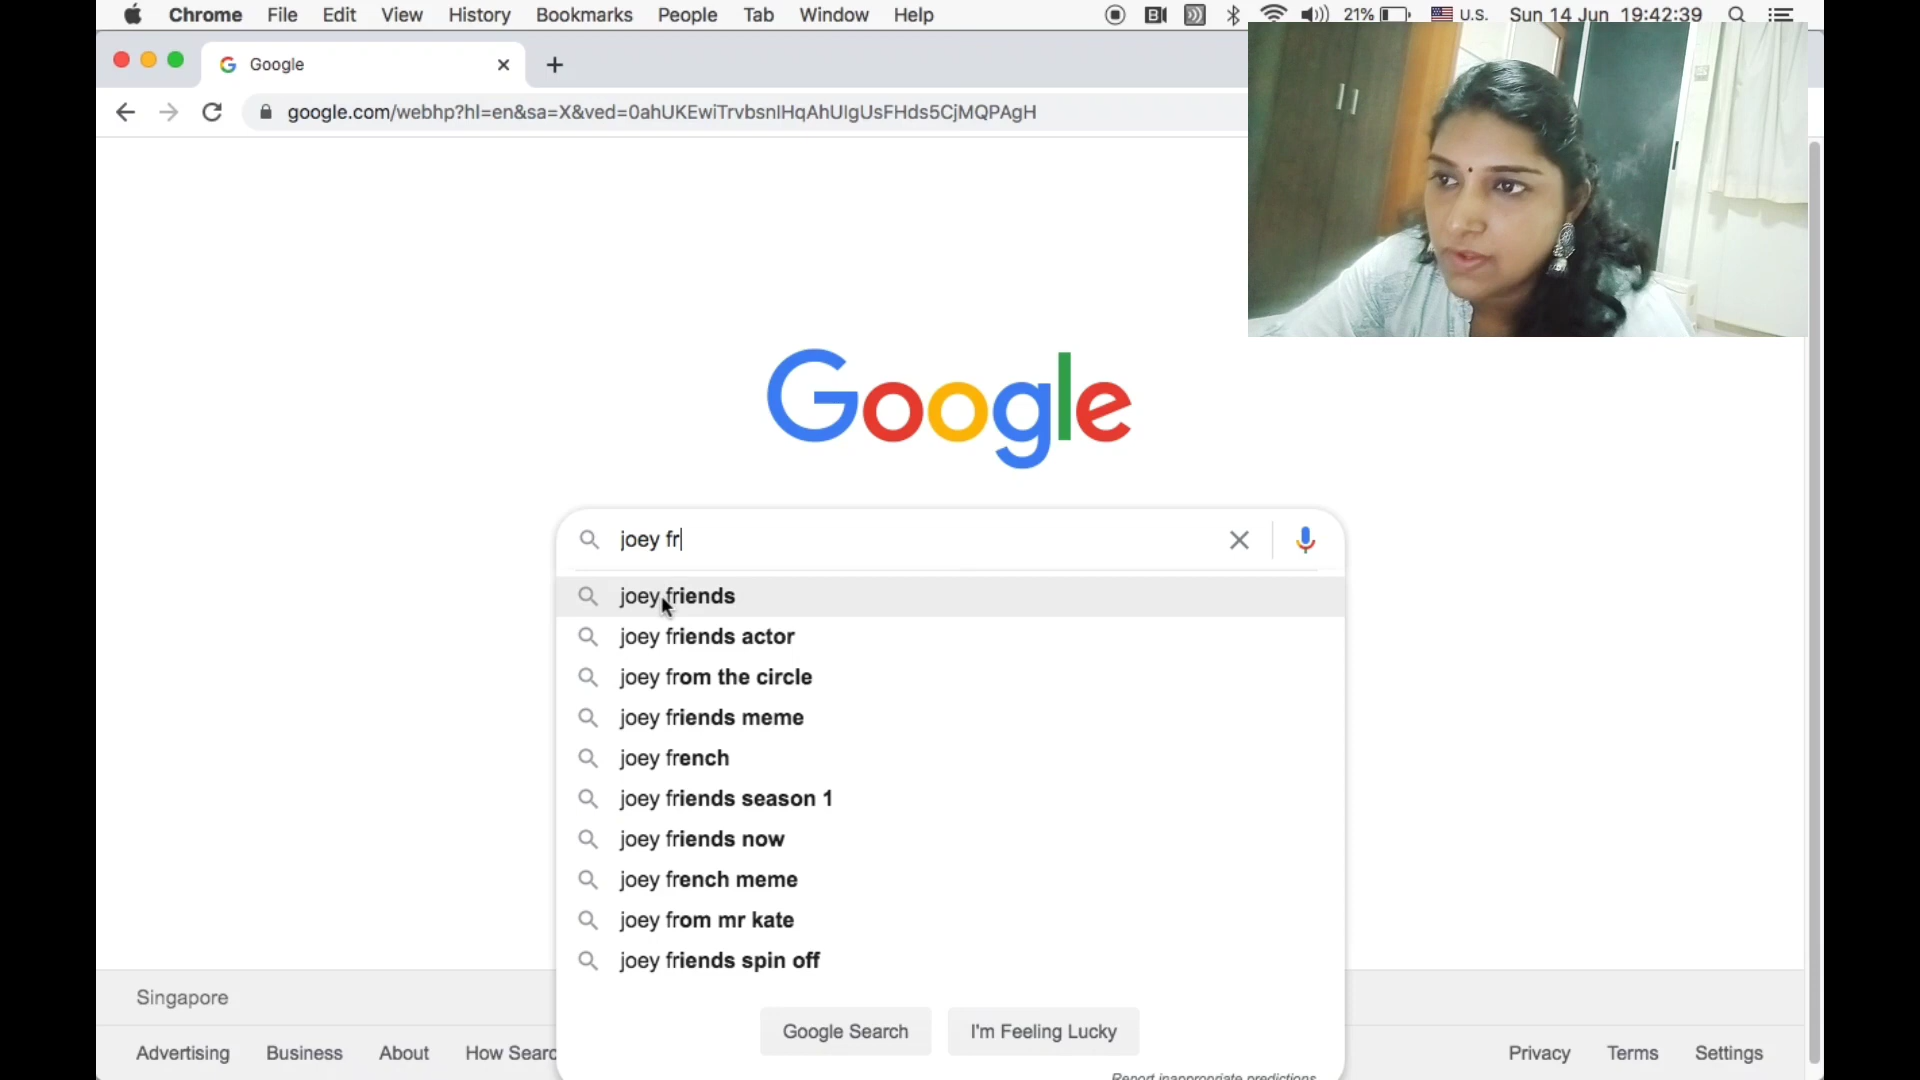 Chrome File Edit View History Bookmarks People Tab Window Help 21% U.S. Sun 14 Jun 19:42:39
Google
google.com/webhp?hl=en&sa=X&ved=0ahUKEwiTrvbsnIHqAhUIgUsFHds5CjMQPAgH
Google
joey fr
joey friends
joey friends actor
joey from the circle
joey friends meme
joey french
joey friends season 1
joey friends now
joey french meme
joey from mr kate
joey friends spin off
Singapore
Google Search I'm Feeling Lucky
Advertising Business About How Searc Privacy Terms Settings
Report inappropriate predictions